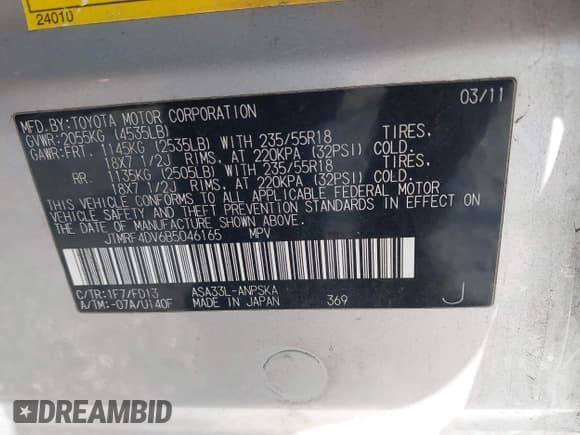 24010
MFD.BY:TOYOTA MOTOR CORPORATION 03/11
GVWR:2055KG (4535LB)
GAWR:FRT. 1145KG (2535LB) WITH 235/55R18 TIRES,
18X7 1/2J RIMS, AT 220KPA (32PSI) COLD.
RR. 1135KG (2505LB) WITH 235/55R18 TIRES,
18X7 1/2J RIMS, AT 220KPA (32PSI) COLD.
THIS VEHICLE CONFORMS TO ALL APPLICABLE FEDERAL MOTOR
VEHICLE SAFETY AND BUMPER STANDARDS IN EFFECT ON
THE DATE OF MANUFACTURE SHOWN ABOVE.
JTMRF4DV6B5046165 MPV
C/TR:1F7/FD13 ASA33L-ANPSKA
A/TM:-07A/U140F MADE IN JAPAN 369 J
DREAMBID